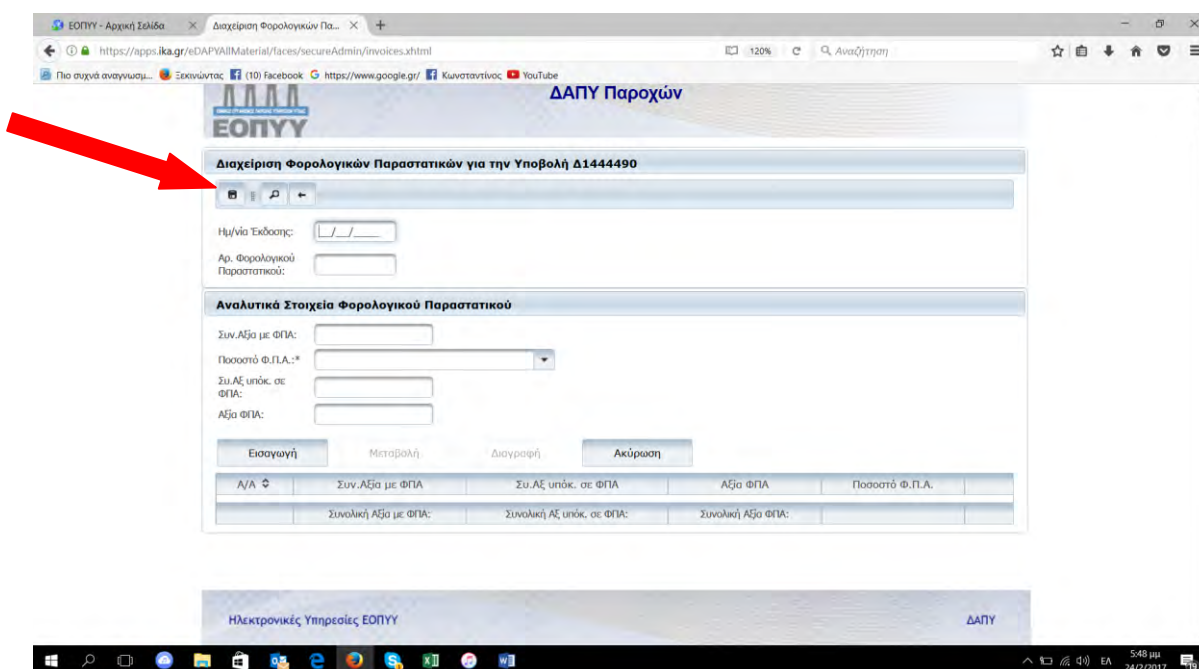 ΕΟΠΥΥ - Αρχική Σελίδα
Διαχείριση Φορολογικών Πα...
https://apps.ika.gr/eDAPYAllMaterial/faces/secureAdmin/invoices.xhtml
120%
Αναζήτηση
Πιο συχνά αναγνωσμ... Ξεκινώντας (10) Facebook https://www.google.gr/ Κωνσταντίνος YouTube
ΕΟΠΥΥ
ΔΑΠΥ Παροχών
Διαχείριση Φορολογικών Παραστατικών για την Υποβολή Δ1444490
Ημ/νία Έκδοσης: __/__/____
Αρ. Φορολογικού
Παραστατικού:
Αναλυτικά Στοιχεία Φορολογικού Παραστατικού
Συν.Αξία με ΦΠΑ:
Ποσοστό Φ.Π.Α.:*
Συ.Αξ υπόκ. σε
ΦΠΑ:
Αξία ΦΠΑ:
Εισαγωγή Μεταβολή Διαγραφή Ακύρωση
Α/Α Συν.Αξία με ΦΠΑ Συ.Αξ υπόκ. σε ΦΠΑ Αξία ΦΠΑ Ποσοστό Φ.Π.Α.
Συνολική Αξία με ΦΠΑ: Συνολική Αξ υπόκ. σε ΦΠΑ: Συνολική Αξία ΦΠΑ:
Ηλεκτρονικές Υπηρεσίες ΕΟΠΥΥ ΔΑΠΥ
ΕΛ
5:48 μμ
24/2/2017